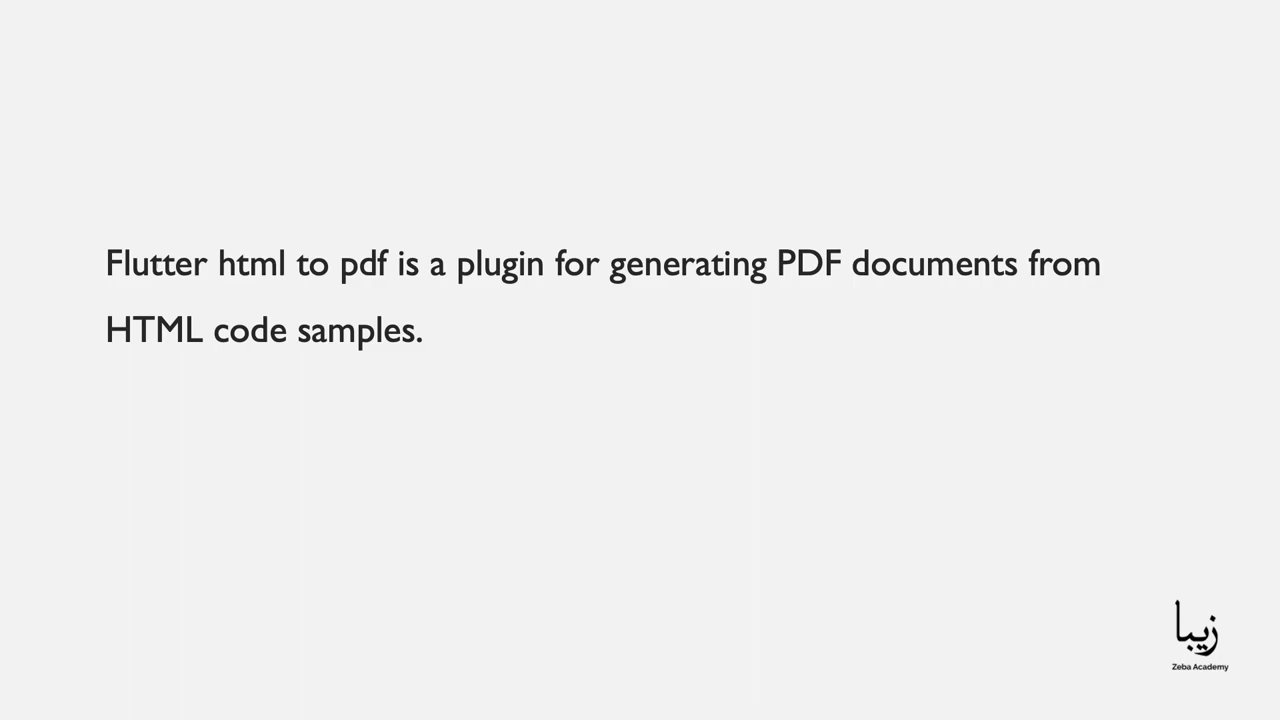 Flutter html to pdf is a plugin for generating PDF documents from
HTML code samples.
زیبا
Zeba Academy